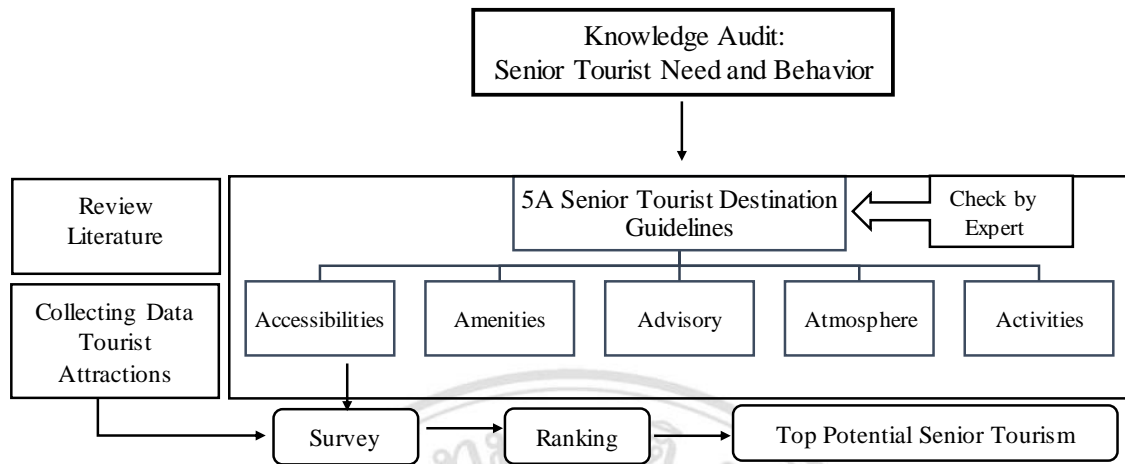 Knowledge Audit:
Senior Tourist Need and Behavior
Review
Literature
5A Senior Tourist Destination
Guidelines
Check by
Expert
Collecting Data
Tourist
Attractions
Accessibilities
Amenities
Advisory
Atmosphere
Activities
Survey
Ranking
Top Potential Senior Tourism